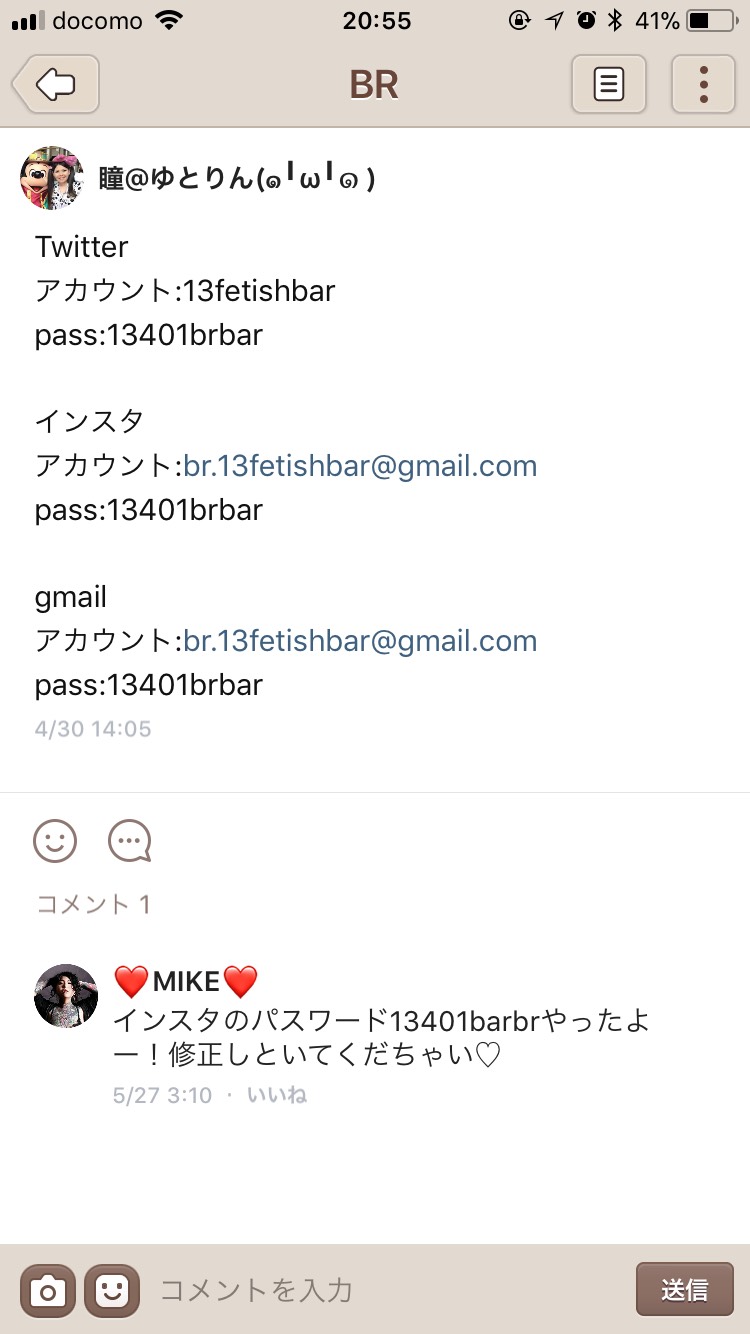 docomo 20:55 41%
BR
瞳@ゆとりん(๑╹ω╹๑ )
Twitter
アカウント:13fetishbar
pass:13401brbar
インスタ
アカウント:br.13fetishbar@gmail.com
pass:13401brbar
gmail
アカウント:br.13fetishbar@gmail.com
pass:13401brbar
4/30 14:05
コメント 1
❤️MIKE❤️
インスタのパスワード13401barbrやったよ
ー！修正しといてくだちゃい♡
5/27 3:10 · いいね
コメントを入力
送信